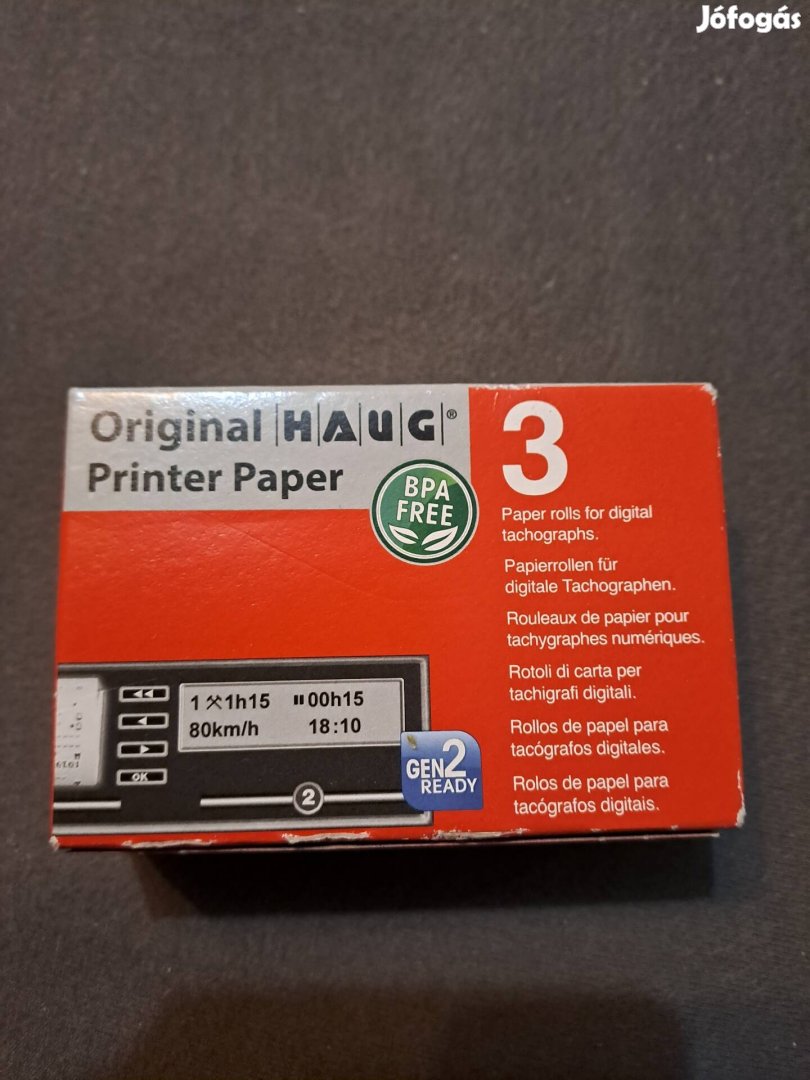 Jófogás
Original HAUG®
Printer Paper
BPA
FREE
3
Paper rolls for digital
tachographs.
Papierrollen für
digitale Tachographen.
Rouleaux de papier pour
tachygraphes numériques.
Rotoli di carta per
tachigrafi digitali.
Rollos de papel para
tacógrafos digitales.
Rolos de papel para
tacógrafos digitais.
1 1h15 00h15
80km/h 18:10
OK
2
GEN2
READY